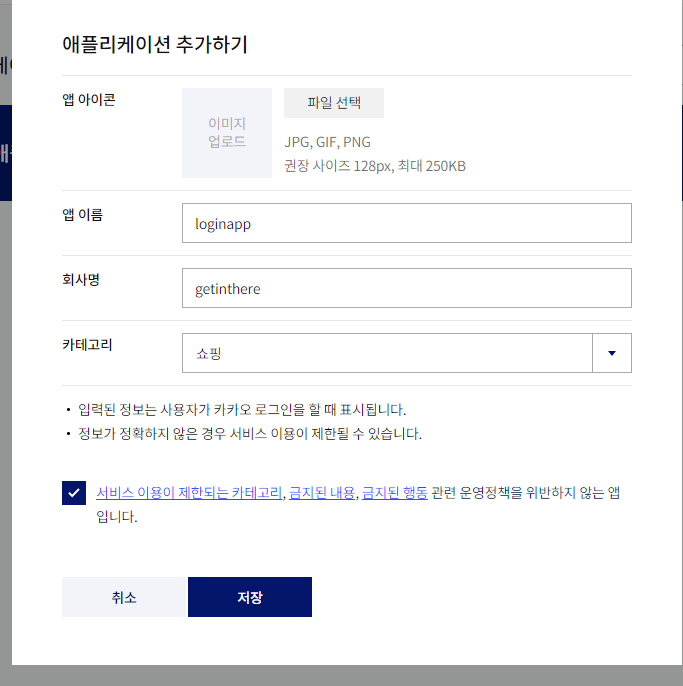 애플리케이션 추가하기
앱 아이콘
이미지
업로드
파일 선택
JPG, GIF, PNG
권장 사이즈 128px, 최대 250KB
앱 이름
loginapp
회사명
getinthere
카테고리
쇼핑
• 입력된 정보는 사용자가 카카오 로그인을 할 때 표시됩니다.
• 정보가 정확하지 않은 경우 서비스 이용이 제한될 수 있습니다.
서비스 이용이 제한되는 카테고리, 금지된 내용, 금지된 행동 관련 운영정책을 위반하지 않는 앱
입니다.
취소
저장